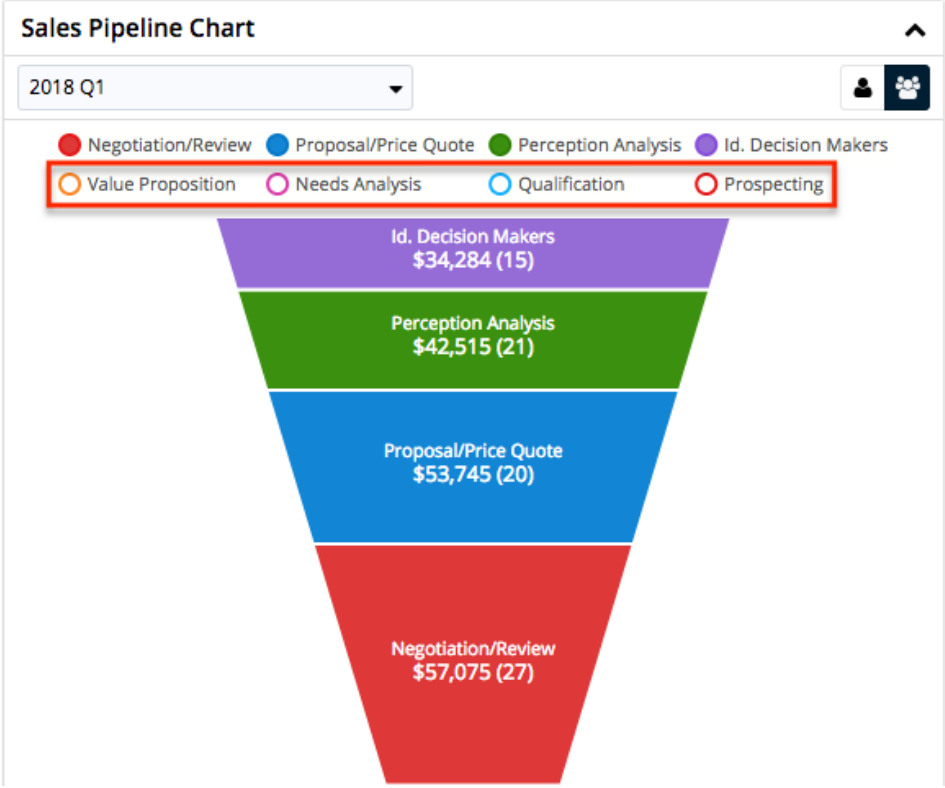 Sales Pipeline Chart
2018 Q1
Negotiation/Review Proposal/Price Quote Perception Analysis Id. Decision Makers
Value Proposition Needs Analysis Qualification Prospecting
Id. Decision Makers
$34,284 (15)
Perception Analysis
$42,515 (21)
Proposal/Price Quote
$53,745 (20)
Negotiation/Review
$57,075 (27)